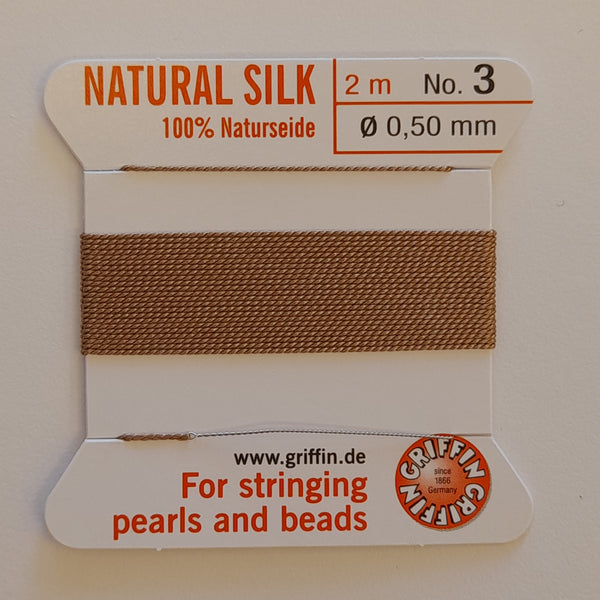 NATURAL SILK
100% Naturseide
2 m No. 3
Ø 0,50 mm
www.griffin.de
For stringing
pearls and beads
GRIFFIN
since
1866
Germany
GRIFFIN